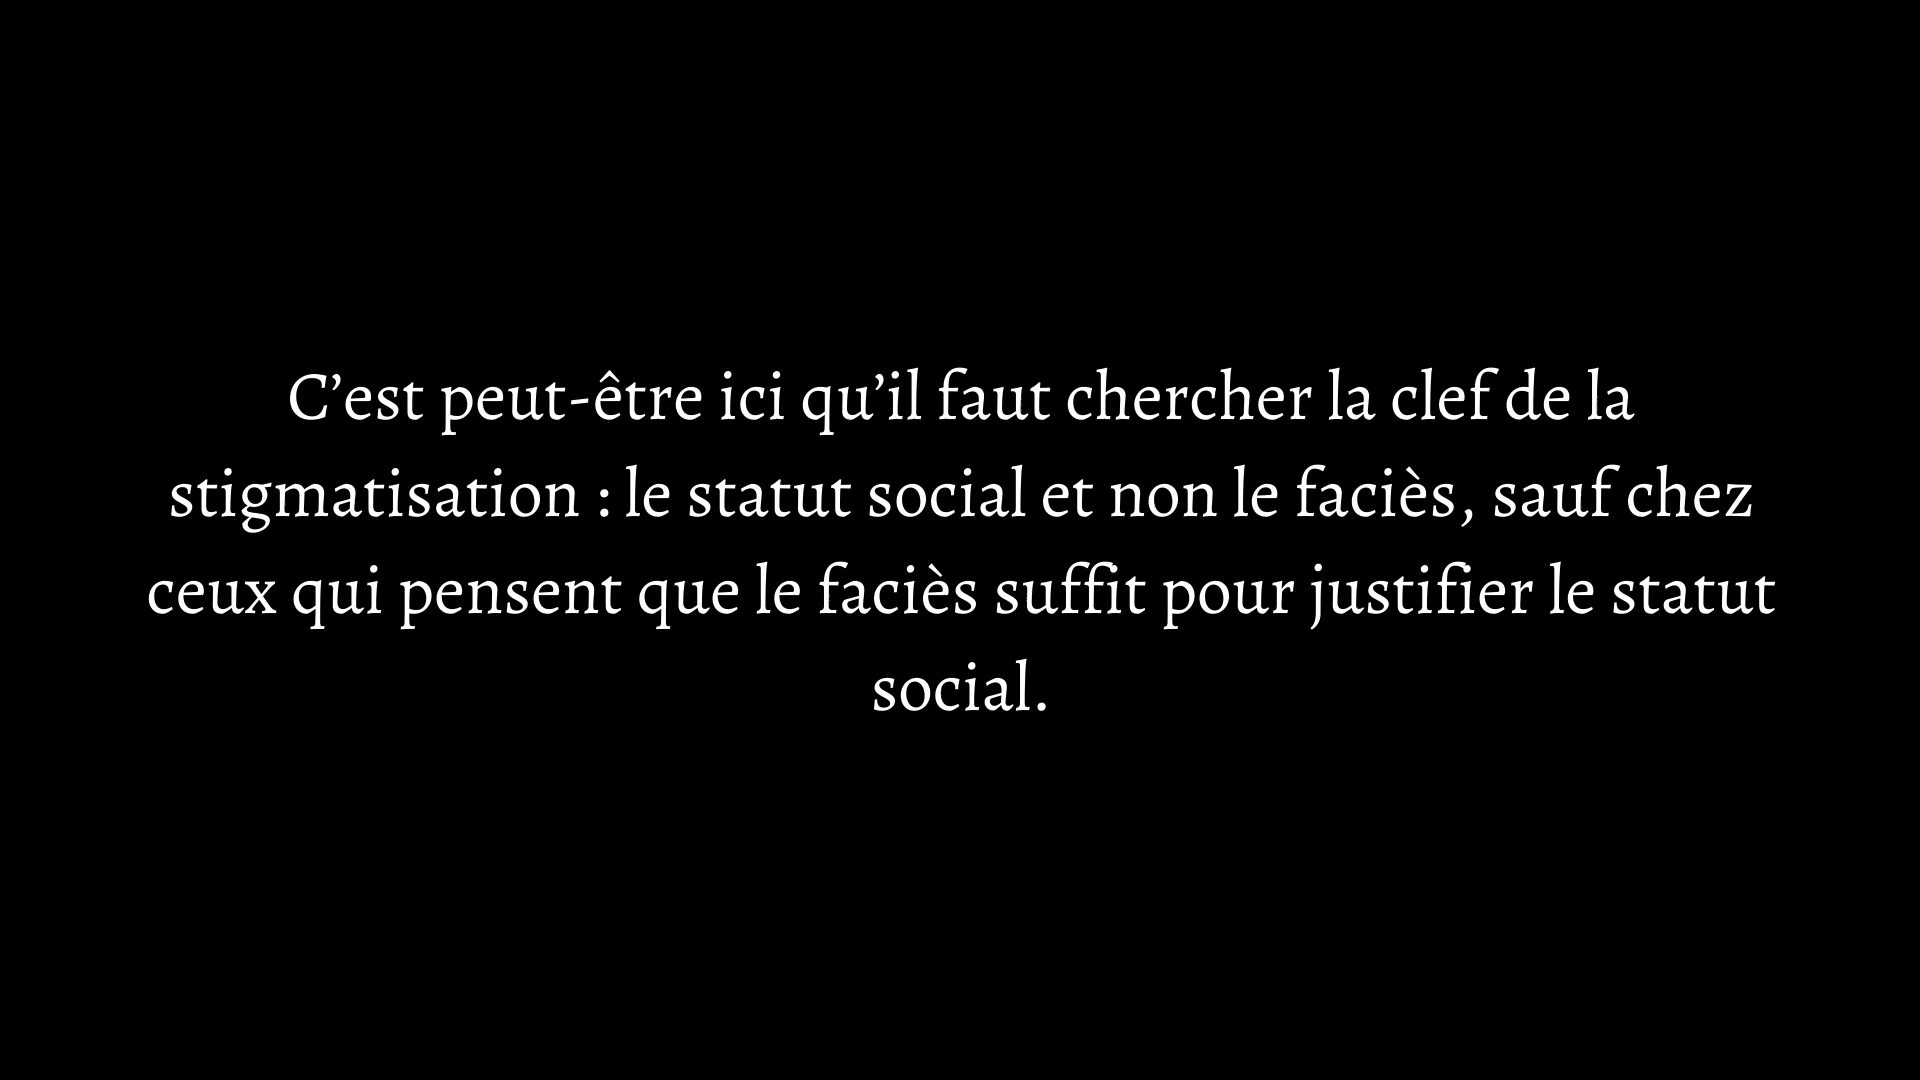 C’est peut-être ici qu’il faut chercher la clef de la
stigmatisation : le statut social et non le faciès, sauf chez
ceux qui pensent que le faciès suffit pour justifier le statut
social.